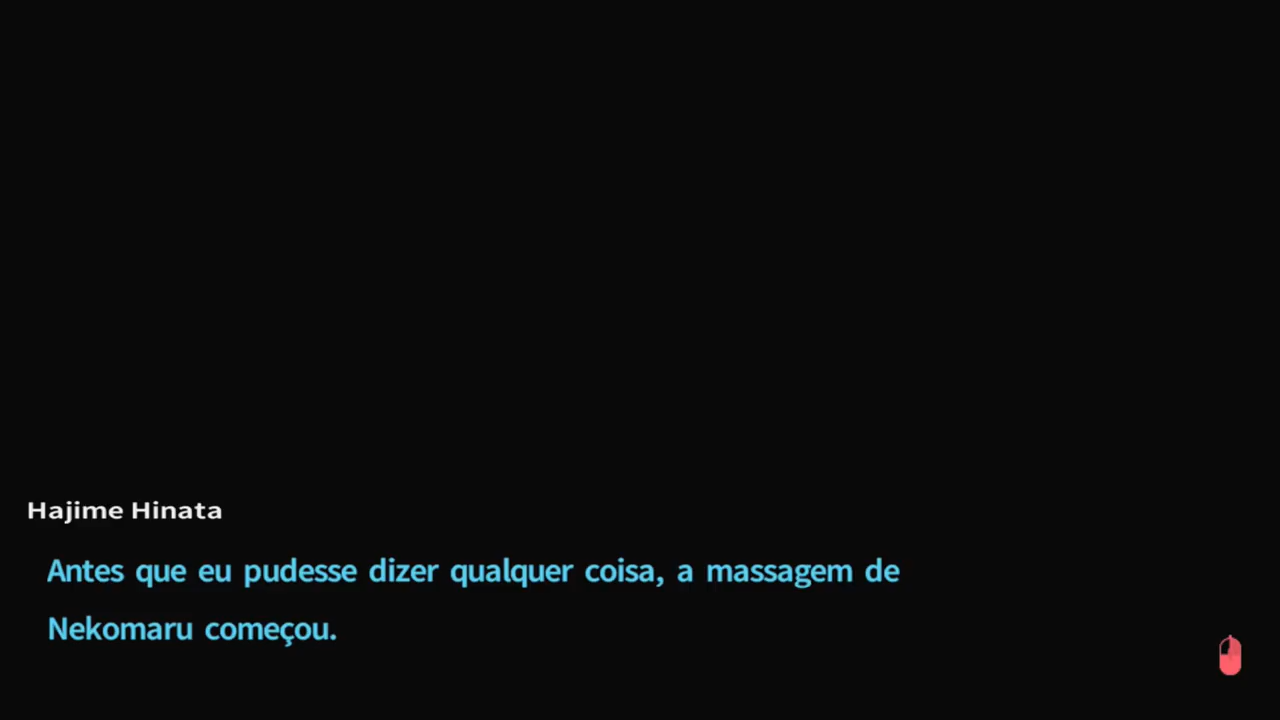 Hajime Hinata
Antes que eu pudesse dizer qualquer coisa, a massagem de
Nekomaru começou.